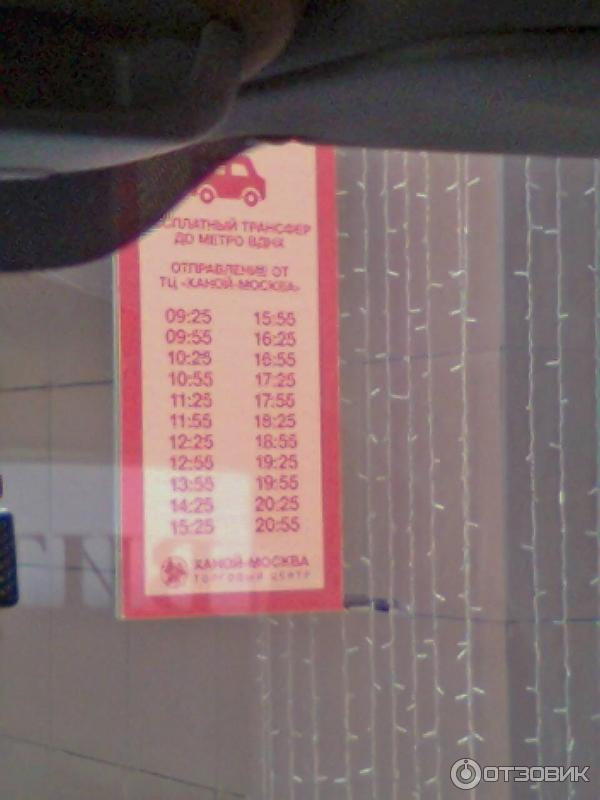 СПЛАТНЫЙ ТРАНСФЕР
ДО МЕТРО ВДНХ
ОТПРАВЛЕНИЕ ОТ
ТЦ «ХАНОЙ-МОСКВА»
09:25 15:55
09:55 16:25
10:25 16:55
10:55 17:25
11:25 17:55
11:55 18:25
12:25 18:55
12:55 19:25
13:55 19:55
14:25 20:25
15:25 20:55
ХАНОЙ-МОСКВА
ТОРГОВЫЙ ЦЕНТР
ОТЗОВИК